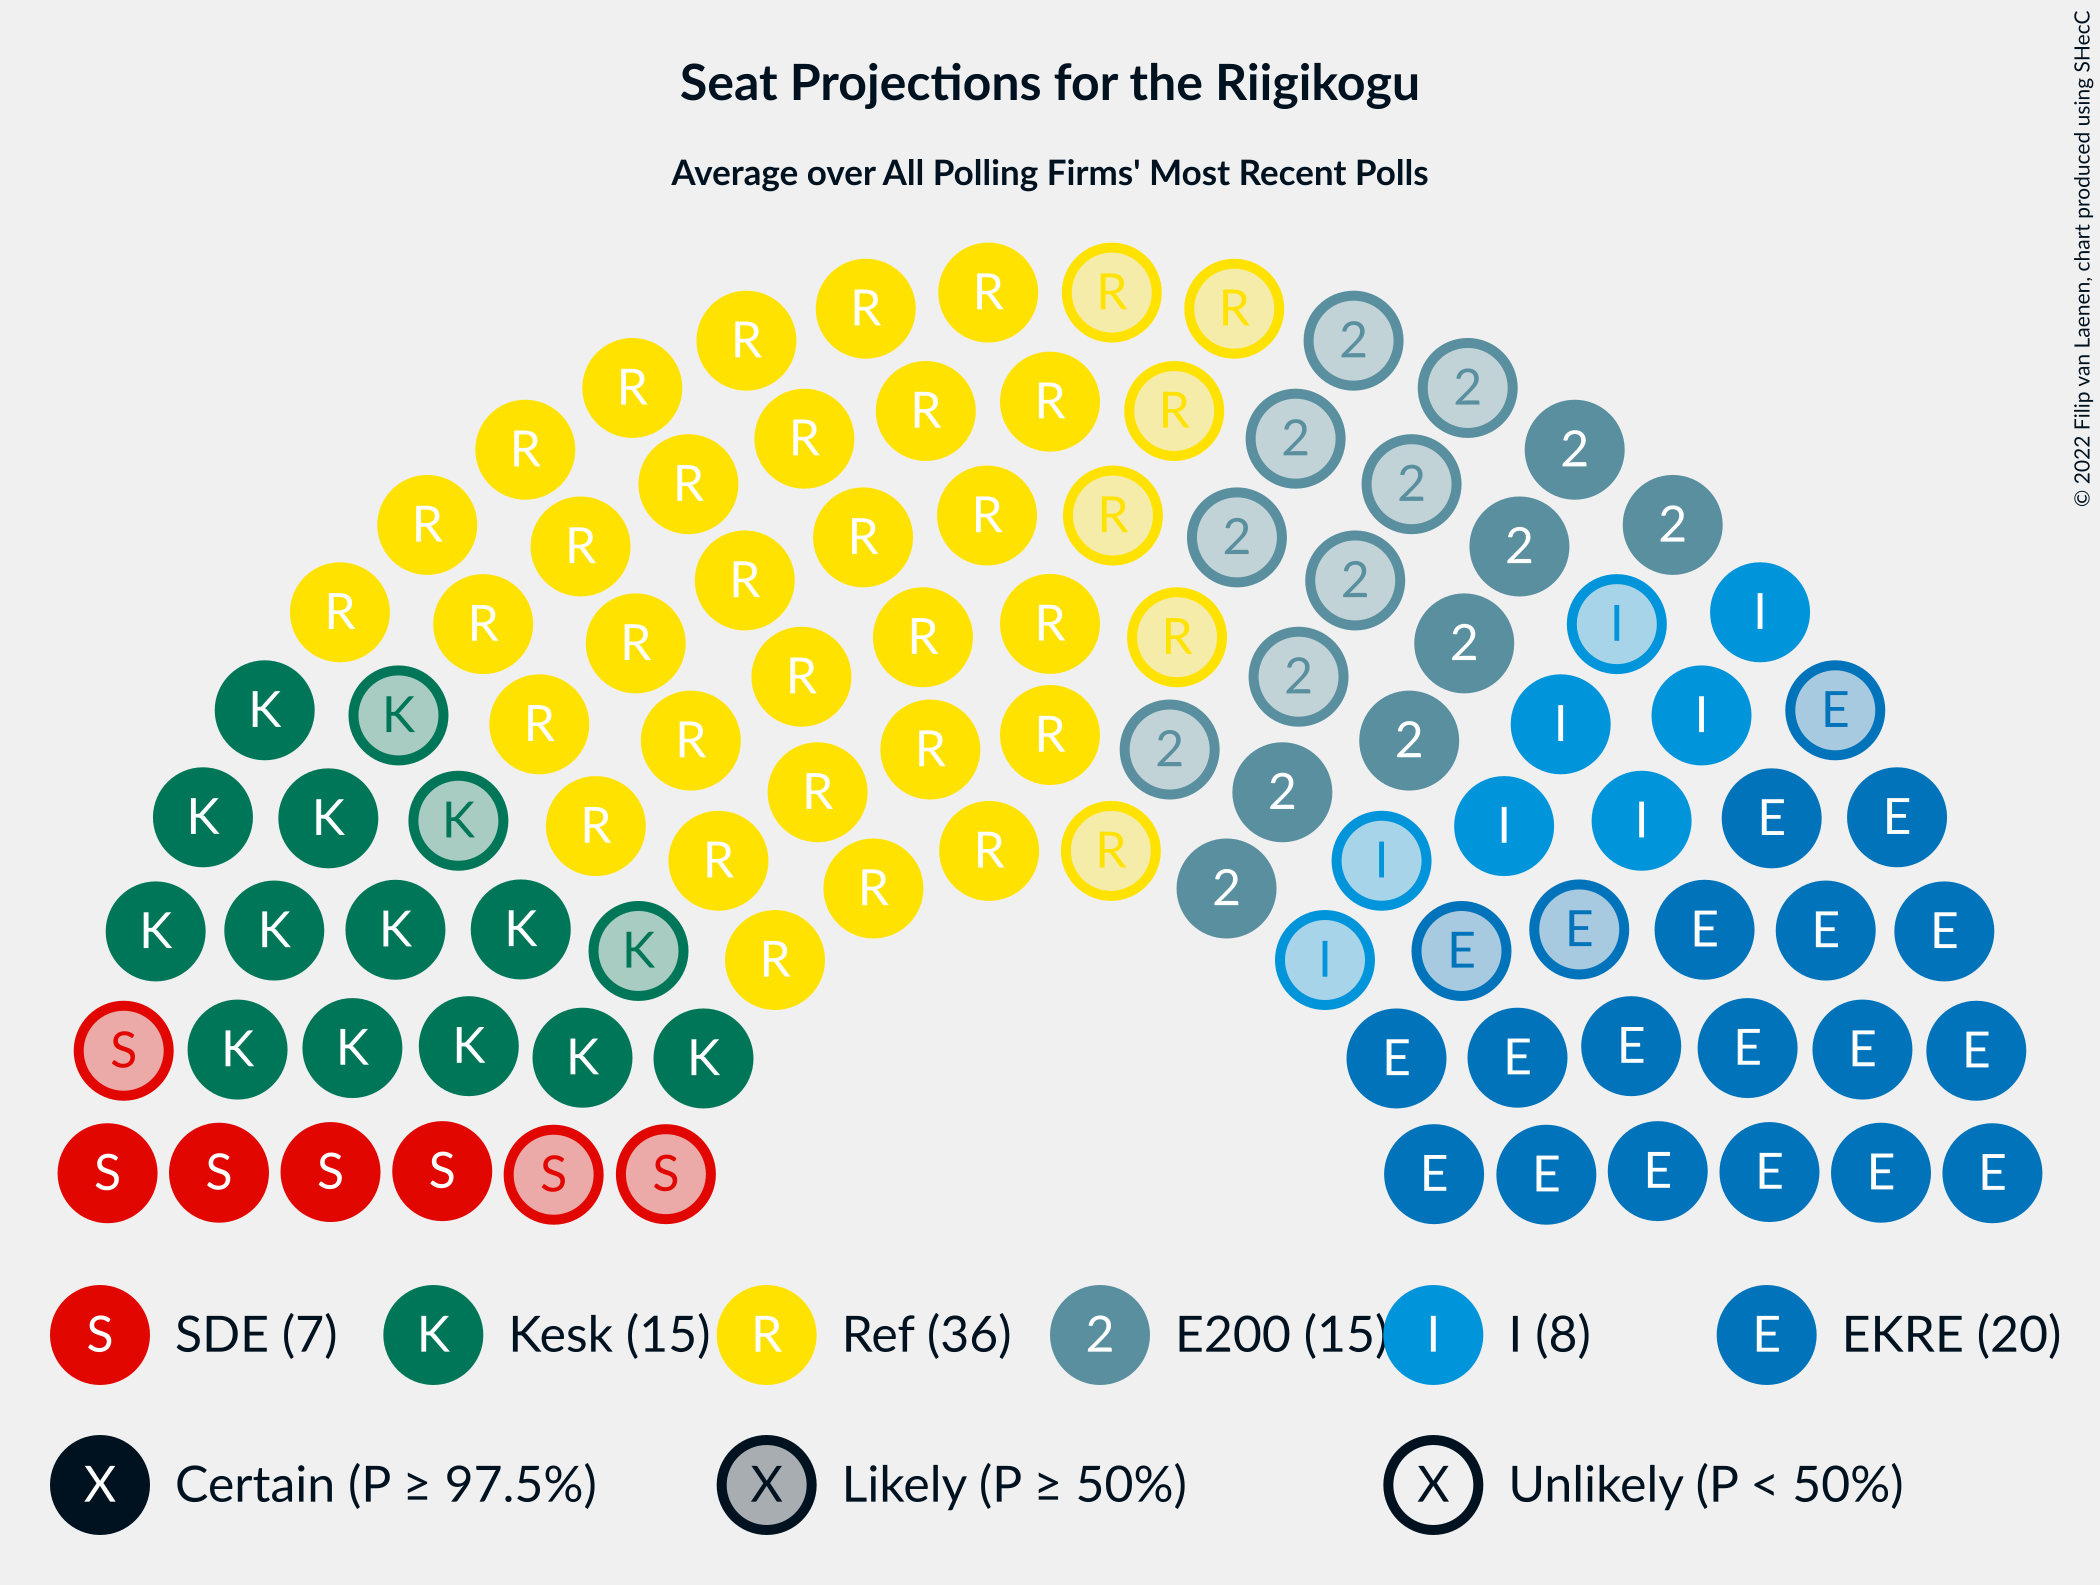 Seat Projections for the Riigikogu
Average over All Polling Firms' Most Recent Polls
© 2022 Filip van Laenen, chart produced using SHecC
R R R R R 2 2
R R R R 2 2
R R R R 2 2
R R R R 2 2
R R R R 2 2
R R R R 2 2
R R R R 2 I I
K K R R R R 2 2 I I E
K K K R R R R 2 I I I E E
K K K K K R I E E E E E
S K K K K K E E E E E E
S S S S S S E E E E E E
S SDE (7) K Kesk (15) R Ref (36) 2 E200 (15) I I (8) E EKRE (20)
X Certain (P ≥ 97.5%) X Likely (P ≥ 50%) X Unlikely (P < 50%)